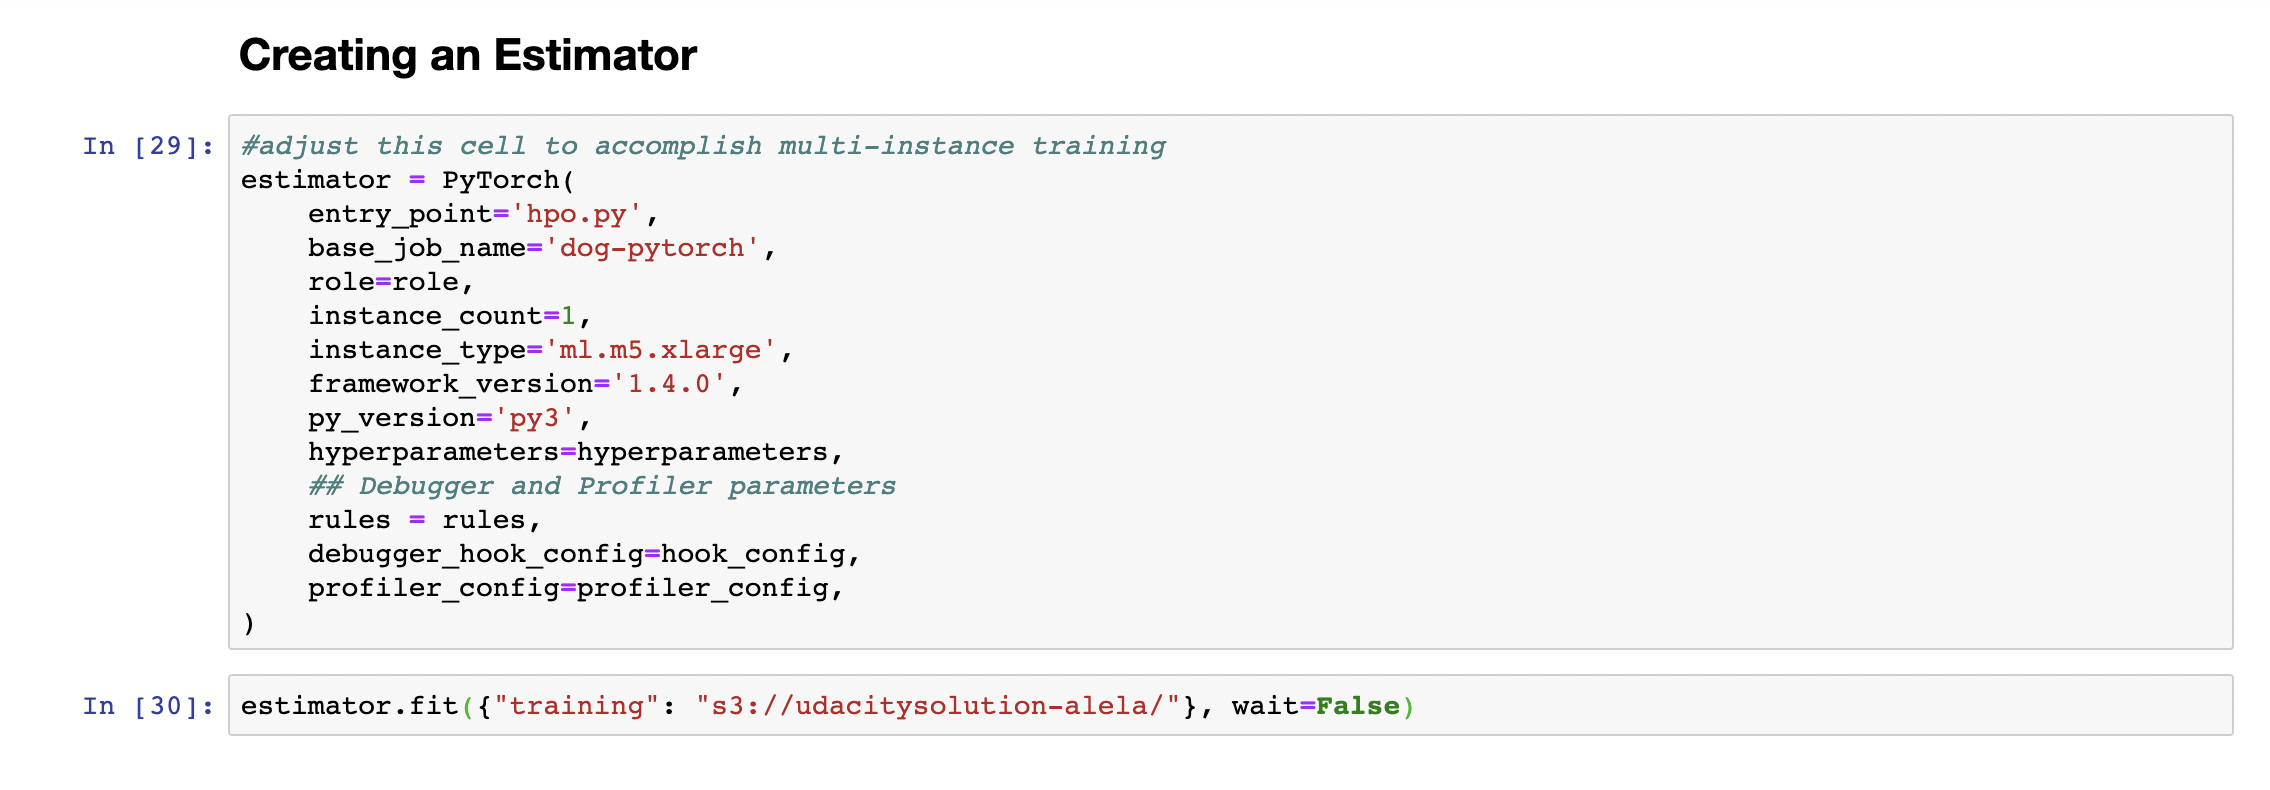 Creating an Estimator
In [29]:
#adjust this cell to accomplish multi-instance training
estimator = PyTorch(
    entry_point='hpo.py',
    base_job_name='dog-pytorch',
    role=role,
    instance_count=1,
    instance_type='ml.m5.xlarge',
    framework_version='1.4.0',
    py_version='py3',
    hyperparameters=hyperparameters,
    ## Debugger and Profiler parameters
    rules = rules,
    debugger_hook_config=hook_config,
    profiler_config=profiler_config,
)
In [30]:
estimator.fit({"training": "s3://udacitysolution-alela/"}, wait=False)